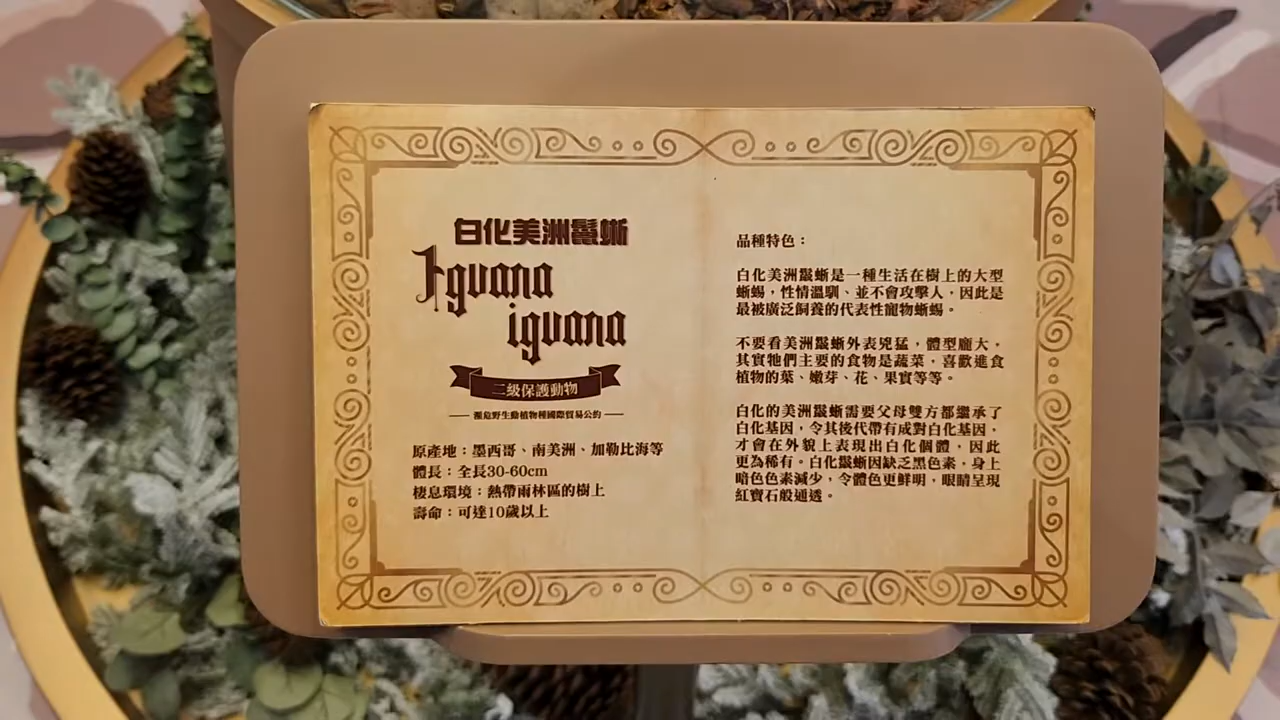 白化美洲鬣蜥
Iguana
iguana
二級保護動物
瀕危野生動植物種國際貿易公約
原產地：墨西哥、南美洲、加勒比海等
體長：全長30-60cm
棲息環境：熱帶雨林區的樹上
壽命：可達10歲以上
品種特色：
白化美洲鬣蜥是一種生活在樹上的大型
蜥蜴，性情溫馴、並不會攻擊人，因此是
最被廣泛飼養的代表性寵物蜥蜴。
不要看美洲鬣蜥外表兇猛，體型龐大，
其實牠們主要的食物是蔬菜，喜歡進食
植物的葉、嫩芽、花、果實等等。
白化的美洲鬣蜥需要父母雙方都繼承了
白化基因，令其後代帶有成對白化基因，
才會在外貌上表現出白化個體，因此
更為稀有。白化鬣蜥因缺乏黑色素，身上
暗色色素減少，令體色更鮮明，眼睛呈現
紅寶石般通透。